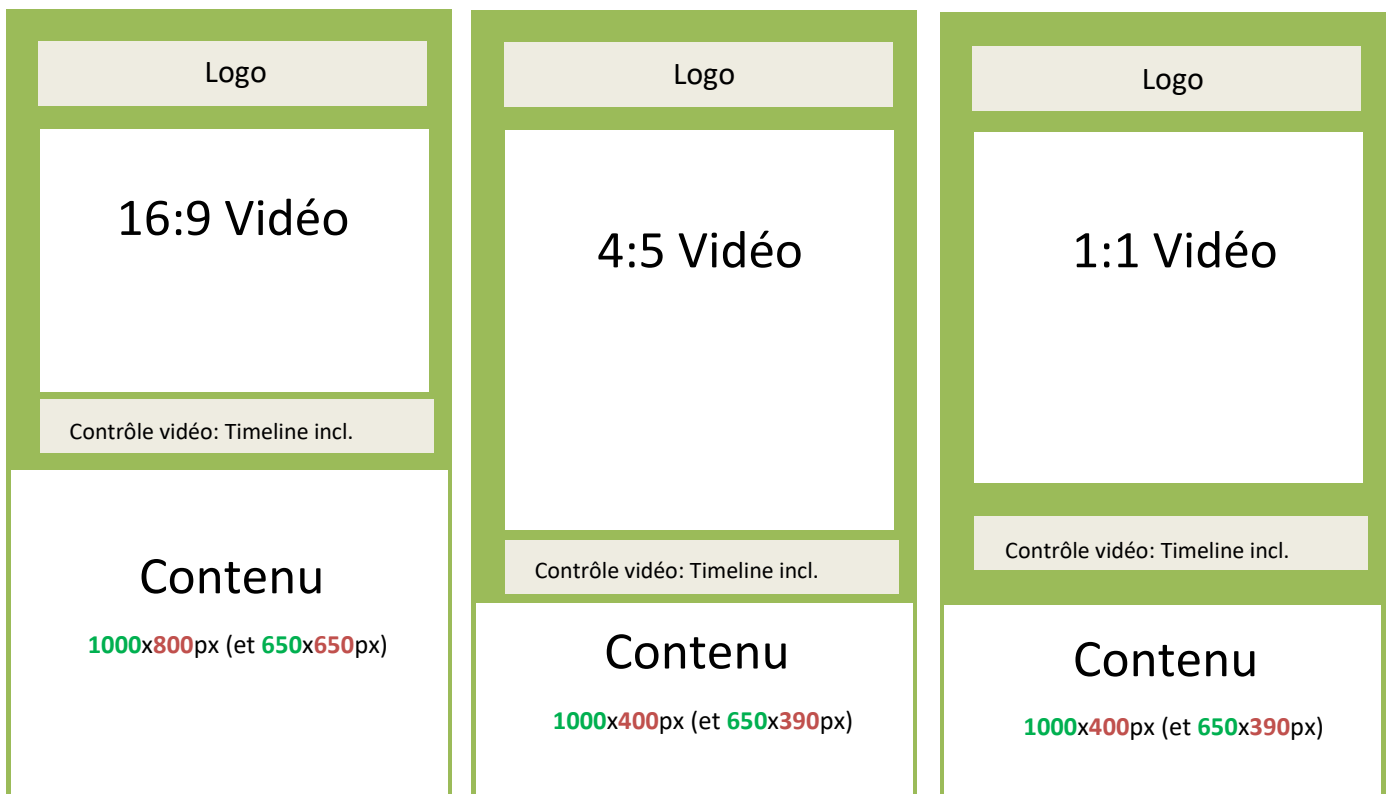 Logo
16:9 Vidéo
Contrôle vidéo: Timeline incl.
Contenu
1000x800px (et 650x650px)
Logo
4:5 Vidéo
Contrôle vidéo: Timeline incl.
Contenu
1000x400px (et 650x390px)
Logo
1:1 Vidéo
Contrôle vidéo: Timeline incl.
Contenu
1000x400px (et 650x390px)